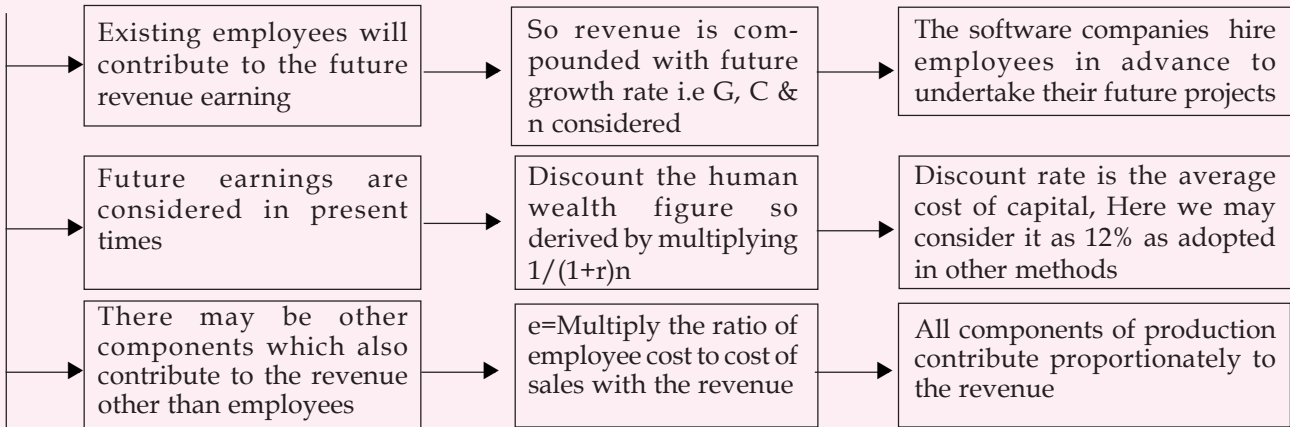 Existing employees will
contribute to the future
revenue earning
So revenue is com-
pounded with future
growth rate i.e G, C &
n considered
The software companies hire
employees in advance to
undertake their future projects
Future earnings are
considered in present
times
Discount the human
wealth figure so
derived by multiplying
1/(1+r)n
Discount rate is the average
cost of capital, Here we may
consider it as 12% as adopted
in other methods
There may be other
components which also
contribute to the revenue
other than employees
e=Multiply the ratio of
employee cost to cost of
sales with the revenue
All components of production
contribute proportionately to
the revenue